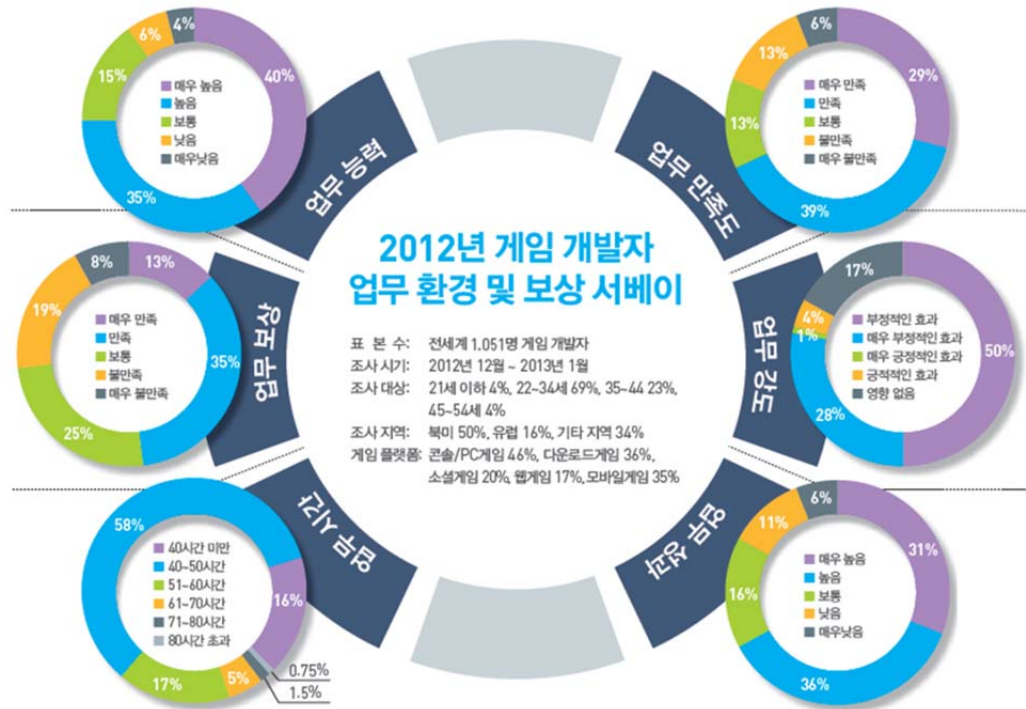 2012년 게임 개발자
업무 환경 및 보상 서베이
표 본 수: 전세계 1.051명 게임 개발자
조사 시기: 2012년 12월 ~ 2013년 1월
조사 대상: 21세 이하 4%, 22~34세 69%, 35~44 23%,
45~54세 4%
조사 지역: 북미 50%, 유럽 16%, 기타 지역 34%
게임 플랫폼: 콘솔/PC게임 46%, 다운로드게임 36%,
소셜게임 20%, 웹게임 17%, 모바일게임 35%
업무 능력
매우 높음
높음
보통
낮음
매우낮음
40%
35%
15%
6%
4%
업무 만족도
매우 만족
만족
보통
불만족
매우 불만족
29%
39%
13%
13%
6%
업무 보상
매우 만족
만족
보통
불만족
매우 불만족
13%
35%
25%
19%
8%
업무 강도
부정적인 효과
매우 부정적인 효과
매우 긍정적인 효과
긍적적인 효과
영향 없음
50%
28%
1%
4%
17%
업무 시간
40시간 미만
40~50시간
51~60시간
61~70시간
71~80시간
80시간 초과
16%
58%
17%
5%
1.5%
0.75%
업무 성과
매우 높음
높음
보통
낮음
매우낮음
31%
36%
16%
11%
6%